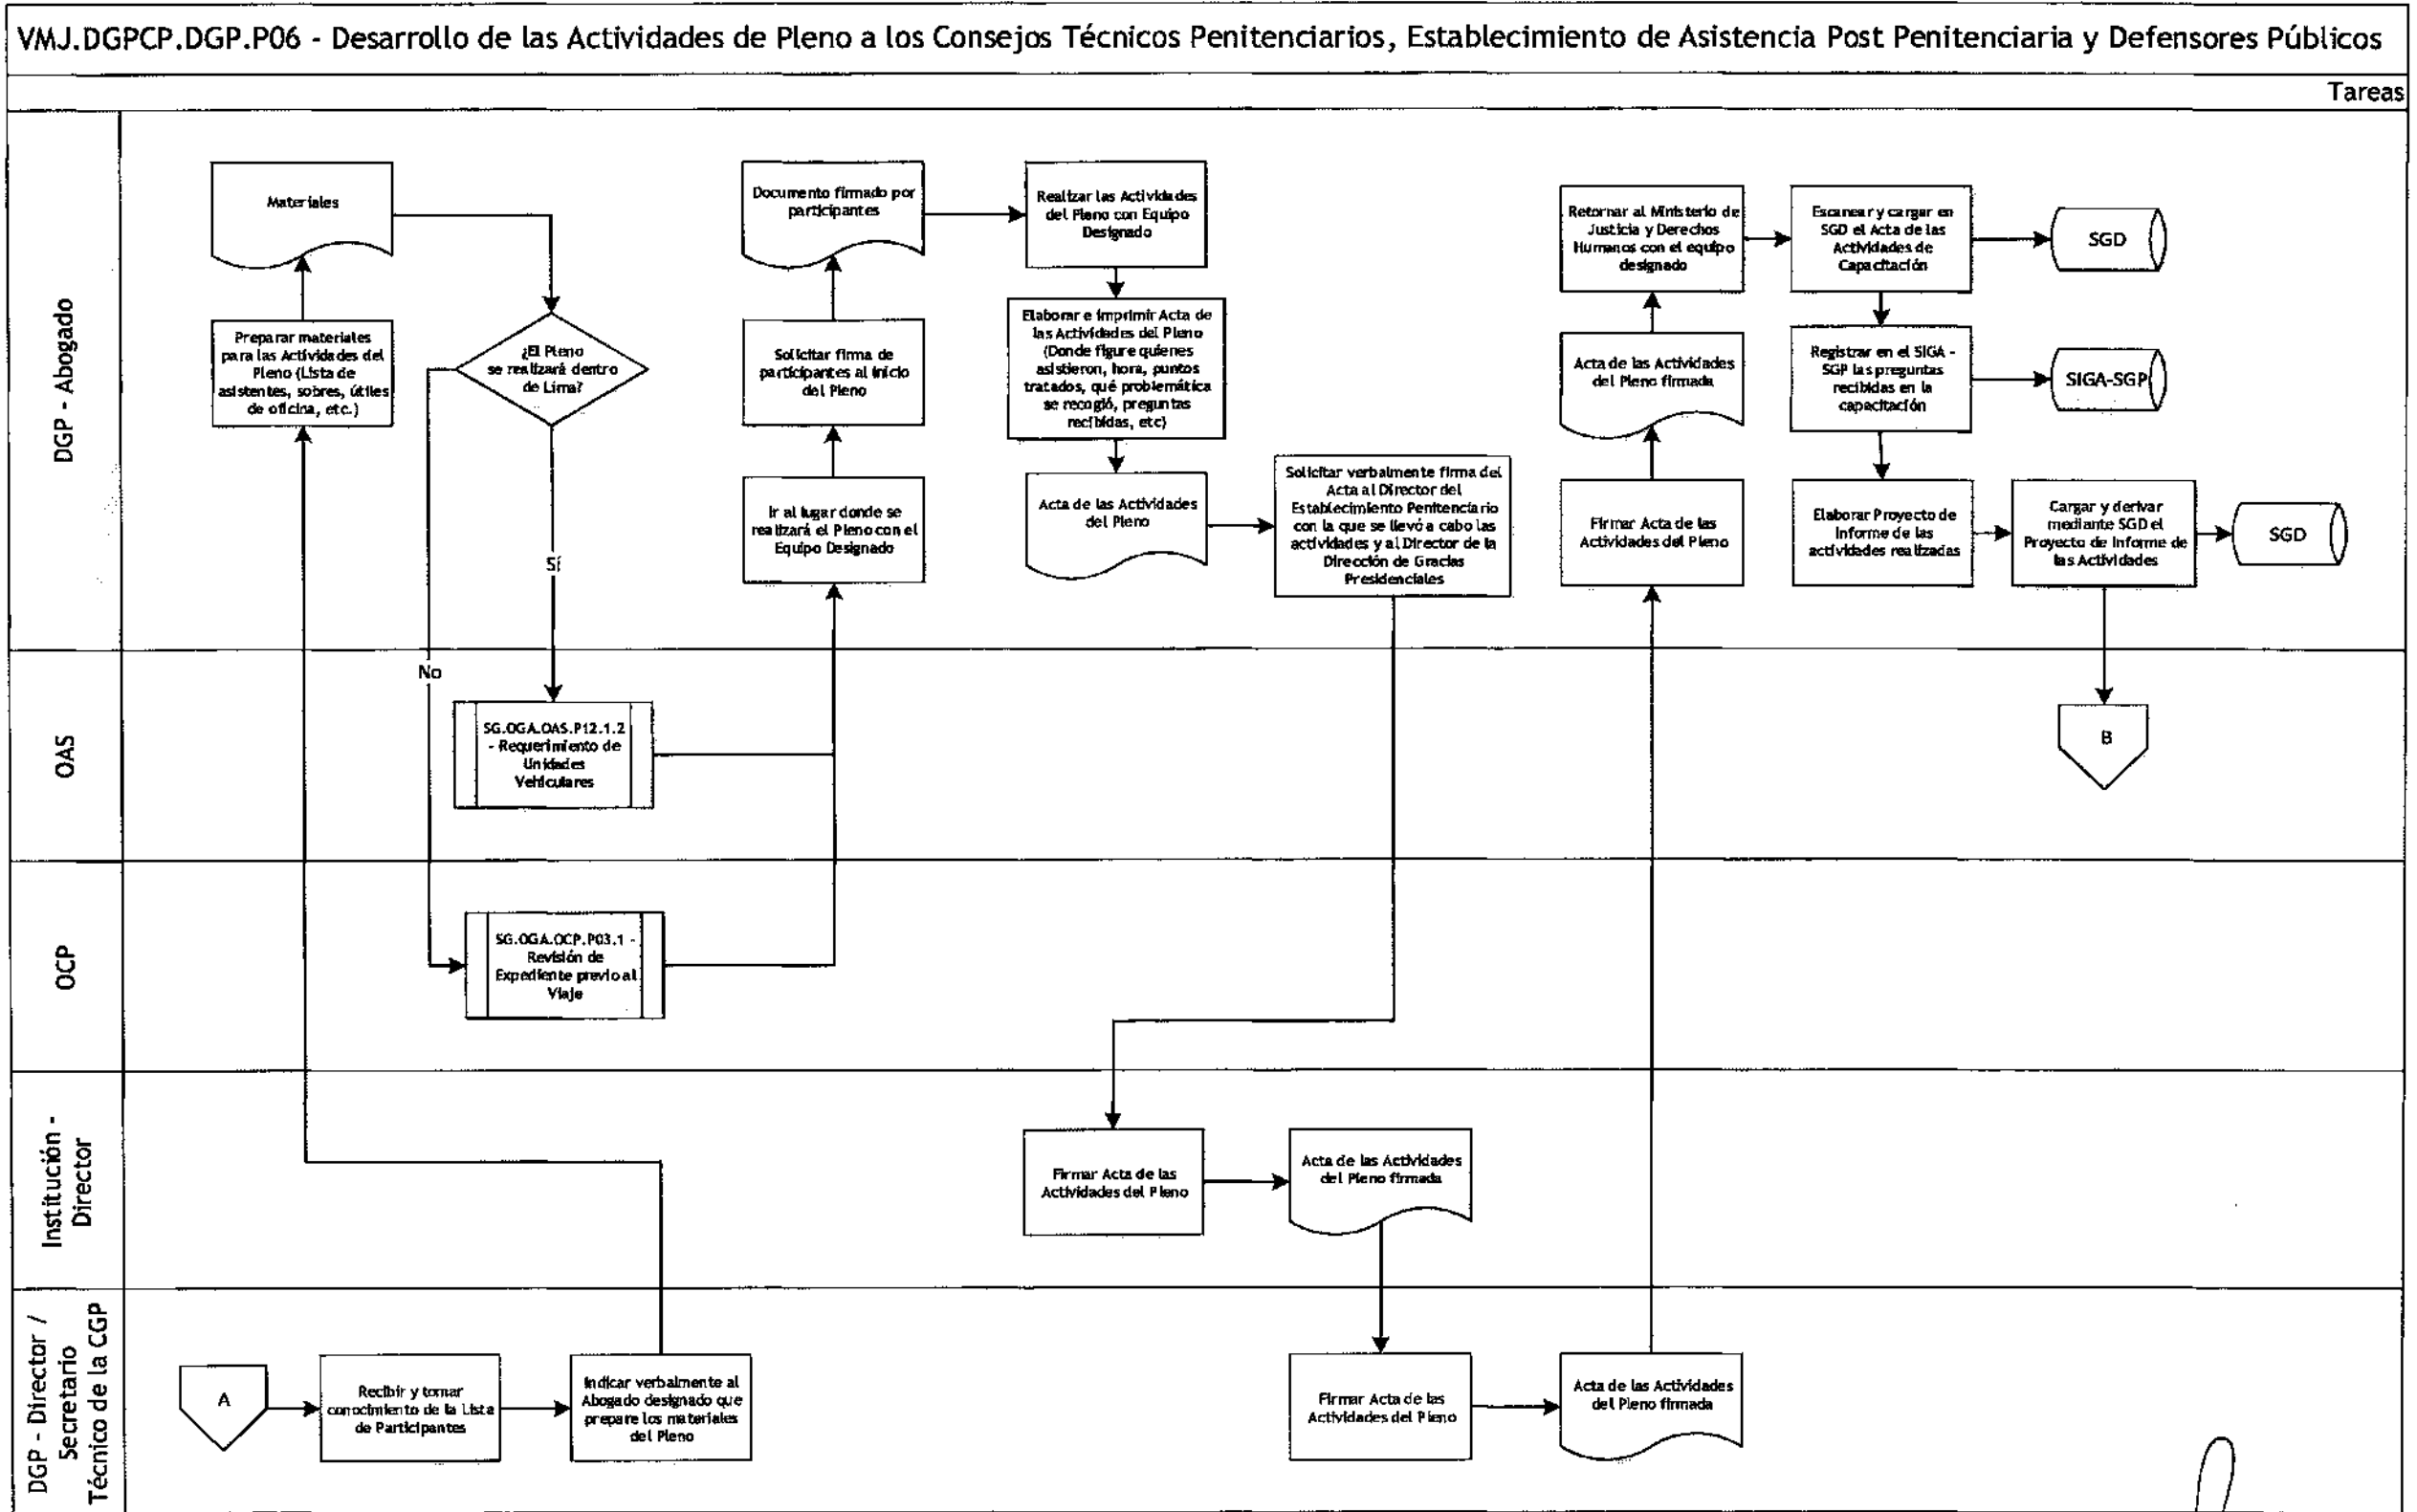 VMJ.DGPCP.DGP.P06 - Desarrollo de las Actividades de Pleno a los Consejos Técnicos Penitenciarios, Establecimiento de Asistencia Post Penitenciaria y Defensores Públicos
Tareas
DGP - Abogado
Materiales
Preparar materiales
para las Actividades del
Pleno (Lista de
asistentes, sobres, útiles
de oficina, etc.)
¿El Pleno
se realizará dentro
de Lima?
Sí
No
Documento firmado por
participantes
Solicitar firma de
participantes al inicio
del Pleno
Ir al lugar donde se
realizará el Pleno con el
Equipo Designado
Realizar las Actividades
del Pleno con Equipo
Designado
Elaborar e imprimir Acta de
las Actividades del Pleno
(Donde figure quienes
asistieron, hora, puntos
tratados, qué problemática
se recogió, preguntas
recibidas, etc)
Acta de las Actividades
del Pleno
Solicitar verbalmente firma del
Acta al Director del
Establecimiento Penitenciario
con la que se llevó a cabo las
actividades y al Director de la
Dirección de Gracias
Presidenciales
Retornar al Ministerio de
Justicia y Derechos
Humanos con el equipo
designado
Acta de las Actividades
del Pleno firmada
Firmar Acta de las
Actividades del Pleno
Escanear y cargar en
SGD el Acta de las
Actividades de
Capacitación
SGD
Registrar en el SIGA -
SGP las preguntas
recibidas en la
capacitación
SIGA-SGP
Elaborar Proyecto de
Informe de las
actividades realizadas
Cargar y derivar
mediante SGD el
Proyecto de Informe de
las Actividades
SGD
OAS
SG.OGA.OAS.P12.1.2
- Requerimiento de
Unidades
Vehiculares
B
OCP
SG.OGA.OCP.P03.1 -
Revisión de
Expediente previo al
Viaje
Institución -
Director
Firmar Acta de las
Actividades del Pleno
Acta de las Actividades
del Pleno firmada
DGP - Director /
Secretario
Técnico de la CGP
A
Recibir y tomar
conocimiento de la Lista
de Participantes
Indicar verbalmente al
Abogado designado que
prepare los materiales
del Pleno
Firmar Acta de las
Actividades del Pleno
Acta de las Actividades
del Pleno firmada